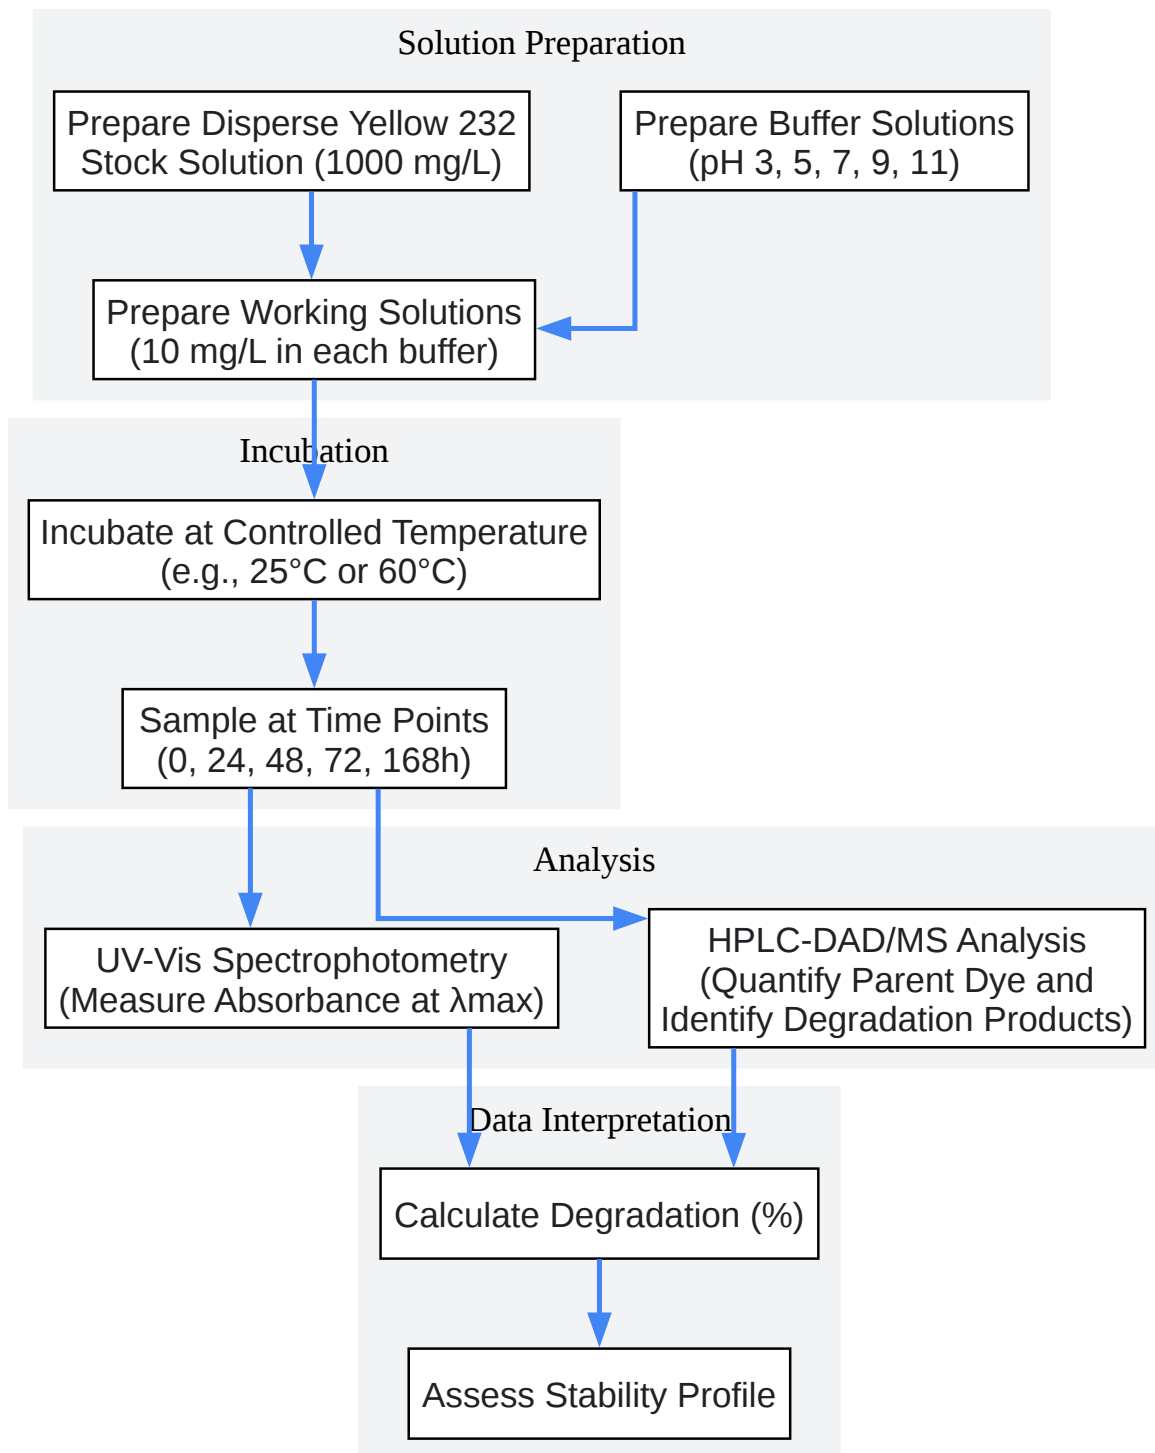 Solution Preparation
Prepare Disperse Yellow 232
Stock Solution (1000 mg/L)
Prepare Buffer Solutions
(pH 3, 5, 7, 9, 11)
Prepare Working Solutions
(10 mg/L in each buffer)
Incubation
Incubate at Controlled Temperature
(e.g., 25°C or 60°C)
Sample at Time Points
(0, 24, 48, 72, 168h)
Analysis
UV-Vis Spectrophotometry
(Measure Absorbance at λmax)
HPLC-DAD/MS Analysis
(Quantify Parent Dye and
Identify Degradation Products)
Data Interpretation
Calculate Degradation (%)
Assess Stability Profile